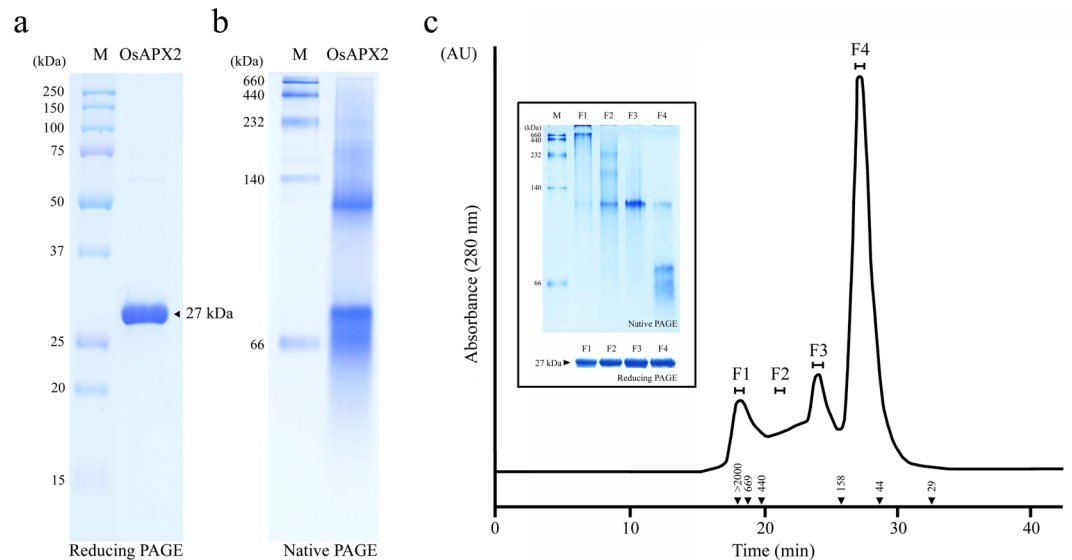 a
M OsAPX2
(kDa)
250
150
100
75
50
37
25
20
15
27 kDa
Reducing PAGE
b
M OsAPX2
(kDa)
660
440
232
140
66
Native PAGE
c
(AU)
Absorbance (280 nm)
F1
F2
F3
F4
M F1 F2 F3 F4
(kDa)
660
440
232
140
66
Native PAGE
F1 F2 F3 F4
27 kDa
Reducing PAGE
>2000 669 440 158 44 29
0 10 20 30 40
Time (min)